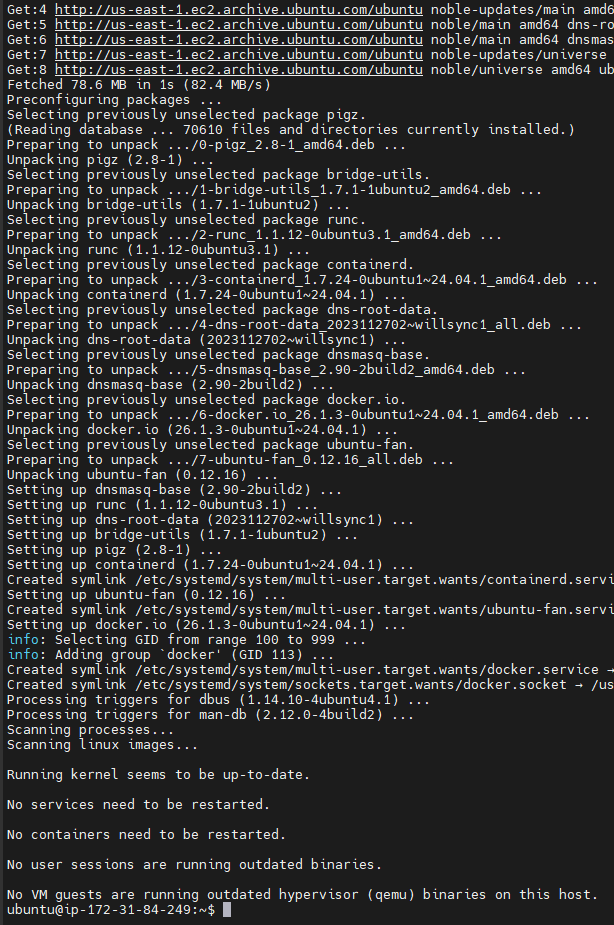 Get:4 http://us-east-1.ec2.archive.ubuntu.com/ubuntu noble-updates/main amd6
Get:5 http://us-east-1.ec2.archive.ubuntu.com/ubuntu noble/main amd64 dns-ro
Get:6 http://us-east-1.ec2.archive.ubuntu.com/ubuntu noble/main amd64 dnsmas
Get:7 http://us-east-1.ec2.archive.ubuntu.com/ubuntu noble-updates/universe
Get:8 http://us-east-1.ec2.archive.ubuntu.com/ubuntu noble/universe amd64 ub
Fetched 78.6 MB in 1s (82.4 MB/s)
Preconfiguring packages ...
Selecting previously unselected package pigz.
(Reading database ... 70610 files and directories currently installed.)
Preparing to unpack .../0-pigz_2.8-1_amd64.deb ...
Unpacking pigz (2.8-1) ...
Selecting previously unselected package bridge-utils.
Preparing to unpack .../1-bridge-utils_1.7.1-1ubuntu2_amd64.deb ...
Unpacking bridge-utils (1.7.1-1ubuntu2) ...
Selecting previously unselected package runc.
Preparing to unpack .../2-runc_1.1.12-0ubuntu3.1_amd64.deb ...
Unpacking runc (1.1.12-0ubuntu3.1) ...
Selecting previously unselected package containerd.
Preparing to unpack .../3-containerd_1.7.24-0ubuntu1~24.04.1_amd64.deb ...
Unpacking containerd (1.7.24-0ubuntu1~24.04.1) ...
Selecting previously unselected package dns-root-data.
Preparing to unpack .../4-dns-root-data_2023112702~willsync1_all.deb ...
Unpacking dns-root-data (2023112702~willsync1) ...
Selecting previously unselected package dnsmasq-base.
Preparing to unpack .../5-dnsmasq-base_2.90-2build2_amd64.deb ...
Unpacking dnsmasq-base (2.90-2build2) ...
Selecting previously unselected package docker.io.
Preparing to unpack .../6-docker.io_26.1.3-0ubuntu1~24.04.1_amd64.deb ...
Unpacking docker.io (26.1.3-0ubuntu1~24.04.1) ...
Selecting previously unselected package ubuntu-fan.
Preparing to unpack .../7-ubuntu-fan_0.12.16_all.deb ...
Unpacking ubuntu-fan (0.12.16) ...
Setting up dnsmasq-base (2.90-2build2) ...
Setting up runc (1.1.12-0ubuntu3.1) ...
Setting up dns-root-data (2023112702~willsync1) ...
Setting up bridge-utils (1.7.1-1ubuntu2) ...
Setting up pigz (2.8-1) ...
Setting up containerd (1.7.24-0ubuntu1~24.04.1) ...
Created symlink /etc/systemd/system/multi-user.target.wants/containerd.servi
Setting up ubuntu-fan (0.12.16) ...
Created symlink /etc/systemd/system/multi-user.target.wants/ubuntu-fan.servi
Setting up docker.io (26.1.3-0ubuntu1~24.04.1) ...
info: Selecting GID from range 100 to 999 ...
info: Adding group `docker' (GID 113) ...
Created symlink /etc/systemd/system/multi-user.target.wants/docker.service →
Created symlink /etc/systemd/system/sockets.target.wants/docker.socket → /us
Processing triggers for dbus (1.14.10-4ubuntu4.1) ...
Processing triggers for man-db (2.12.0-4build2) ...
Scanning processes...
Scanning linux images...

Running kernel seems to be up-to-date.

No services need to be restarted.

No containers need to be restarted.

No user sessions are running outdated binaries.

No VM guests are running outdated hypervisor (qemu) binaries on this host.
ubuntu@ip-172-31-84-249:~$